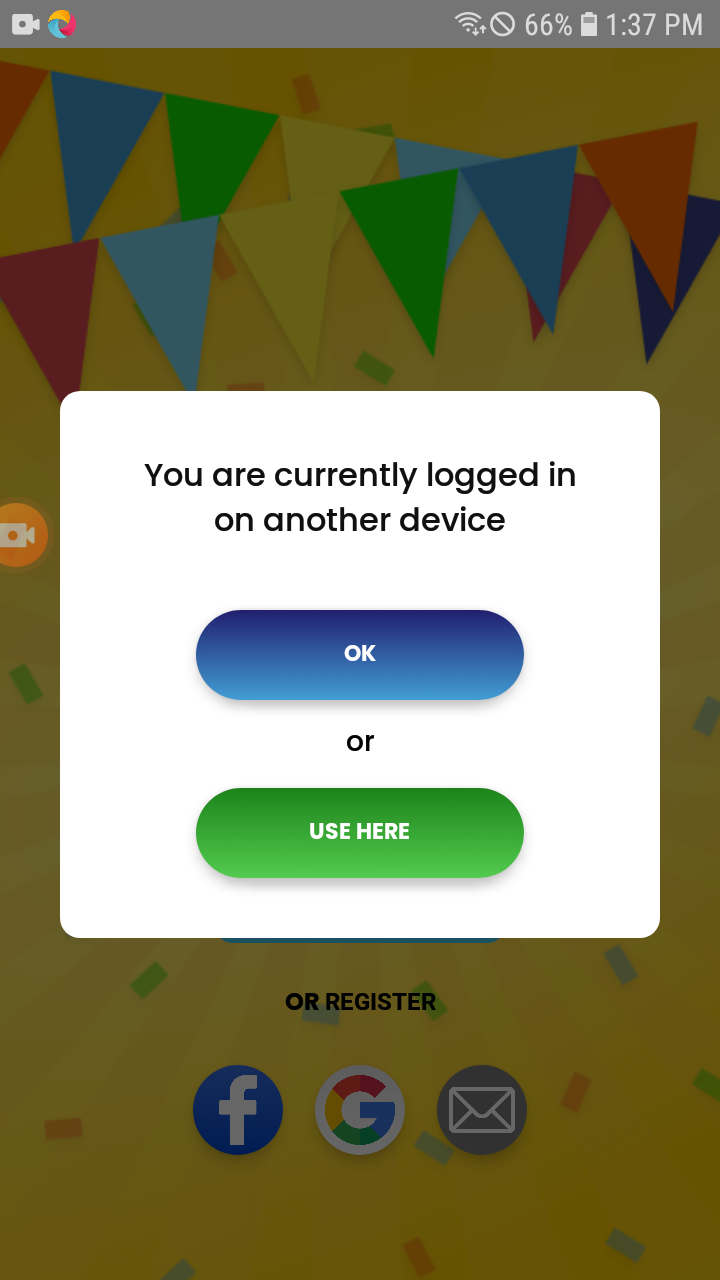 66% 1:37 PM
You are currently logged in
on another device
OK
or
USE HERE
OR REGISTER